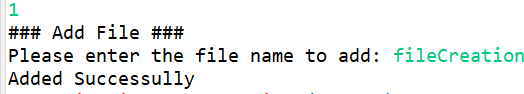 1
### Add File ###
Please enter the file name to add: fileCreation
Added Successully